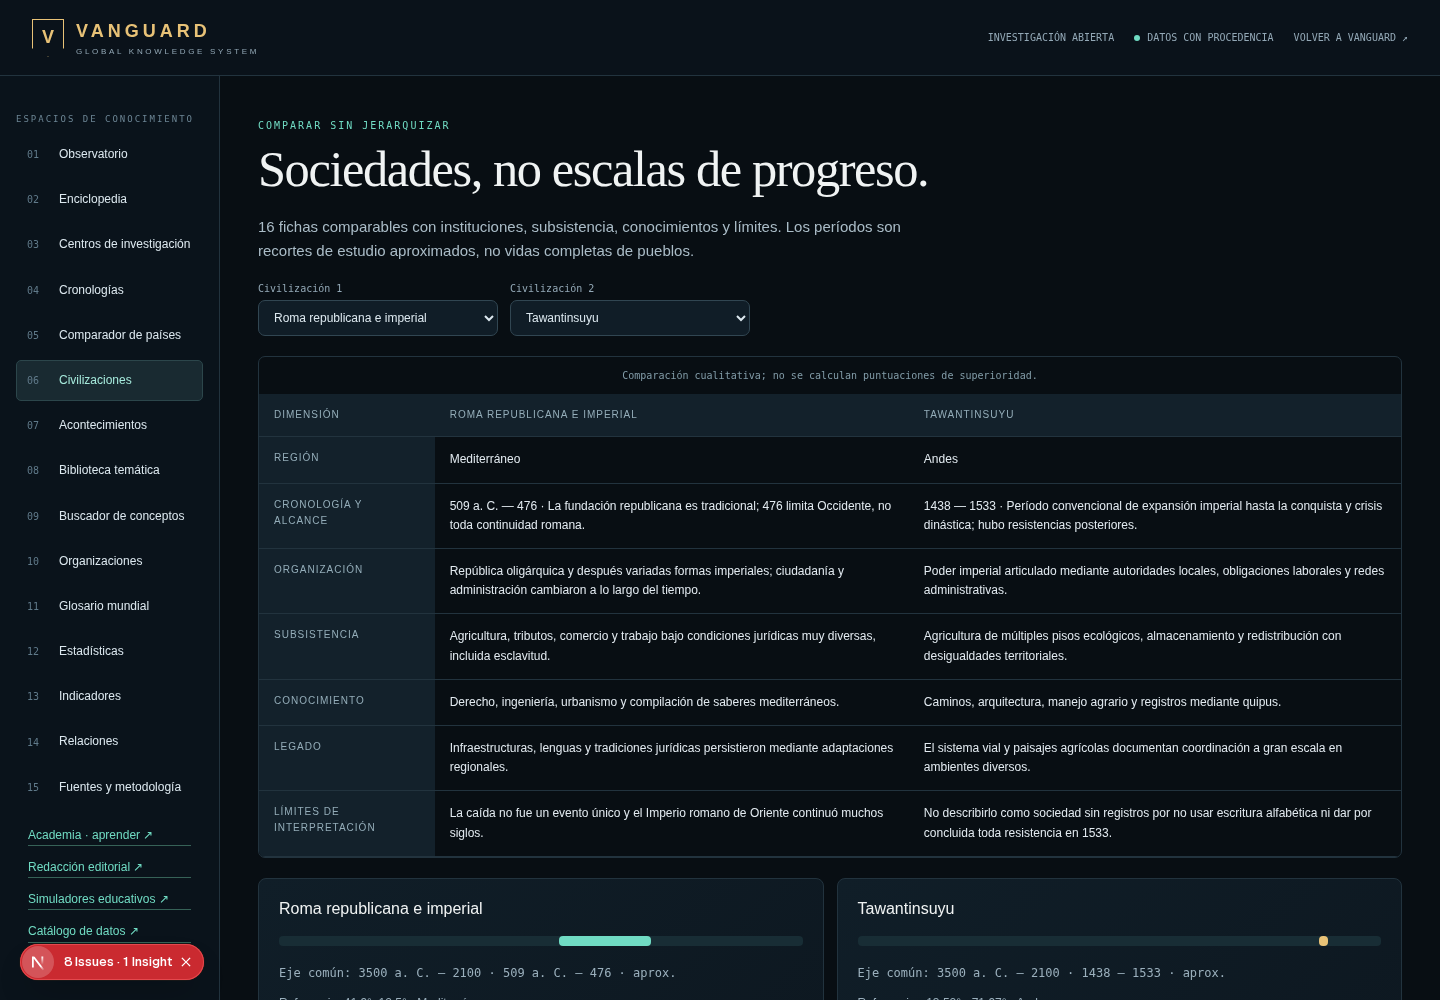 V
VANGUARD
GLOBAL KNOWLEDGE SYSTEM
INVESTIGACIÓN ABIERTA
DATOS CON PROCEDENCIA
VOLVER A VANGUARD ↗
ESPACIOS DE CONOCIMIENTO
01 Observatorio
02 Enciclopedia
03 Centros de investigación
04 Cronologías
05 Comparador de países
06 Civilizaciones
07 Acontecimientos
08 Biblioteca temática
09 Buscador de conceptos
10 Organizaciones
11 Glosario mundial
12 Estadísticas
13 Indicadores
14 Relaciones
15 Fuentes y metodología
Academia · aprender ↗
Redacción editorial ↗
Simuladores educativos ↗
Catálogo de datos ↗
8 Issues · 1 Insight
COMPARAR SIN JERARQUIZAR
Sociedades, no escalas de progreso.
16 fichas comparables con instituciones, subsistencia, conocimientos y límites. Los períodos son
recortes de estudio aproximados, no vidas completas de pueblos.
Civilización 1
Roma republicana e imperial
Civilización 2
Tawantinsuyu
Comparación cualitativa; no se calculan puntuaciones de superioridad.
DIMENSIÓN
ROMA REPUBLICANA E IMPERIAL
TAWANTINSUYU
REGIÓN
Mediterráneo
Andes
CRONOLOGÍA Y
ALCANCE
509 a. C. — 476 · La fundación republicana es tradicional; 476 limita Occidente, no
toda continuidad romana.
1438 — 1533 · Período convencional de expansión imperial hasta la conquista y crisis
dinástica; hubo resistencias posteriores.
ORGANIZACIÓN
República oligárquica y después variadas formas imperiales; ciudadanía y
administración cambiaron a lo largo del tiempo.
Poder imperial articulado mediante autoridades locales, obligaciones laborales y redes
administrativas.
SUBSISTENCIA
Agricultura, tributos, comercio y trabajo bajo condiciones jurídicas muy diversas,
incluida esclavitud.
Agricultura de múltiples pisos ecológicos, almacenamiento y redistribución con
desigualdades territoriales.
CONOCIMIENTO
Derecho, ingeniería, urbanismo y compilación de saberes mediterráneos.
Caminos, arquitectura, manejo agrario y registros mediante quipus.
LEGADO
Infraestructuras, lenguas y tradiciones jurídicas persistieron mediante adaptaciones
regionales.
El sistema vial y paisajes agrícolas documentan coordinación a gran escala en
ambientes diversos.
LÍMITES DE
INTERPRETACIÓN
La caída no fue un evento único y el Imperio romano de Oriente continuó muchos
siglos.
No describirlo como sociedad sin registros por no usar escritura alfabética ni dar por
concluida toda resistencia en 1533.
Roma republicana e imperial
Eje común: 3500 a. C. — 2100 · 509 a. C. — 476 · aprox.
Tawantinsuyu
Eje común: 3500 a. C. — 2100 · 1438 — 1533 · aprox.